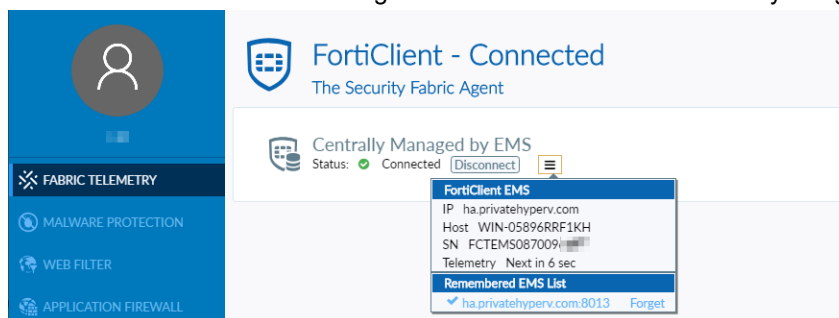 FortiClient - Connected
The Security Fabric Agent
Centrally Managed by EMS
Status: Connected Disconnect
FABRIC TELEMETRY
MALWARE PROTECTION
WEB FILTER
APPLICATION FIREWALL
FortiClient EMS
IP ha.privatehyperv.com
Host WIN-05896RRF1KH
SN FCTEMS087009
Telemetry Next in 6 sec
Remembered EMS List
ha.privatehyperv.com:8013 Forget